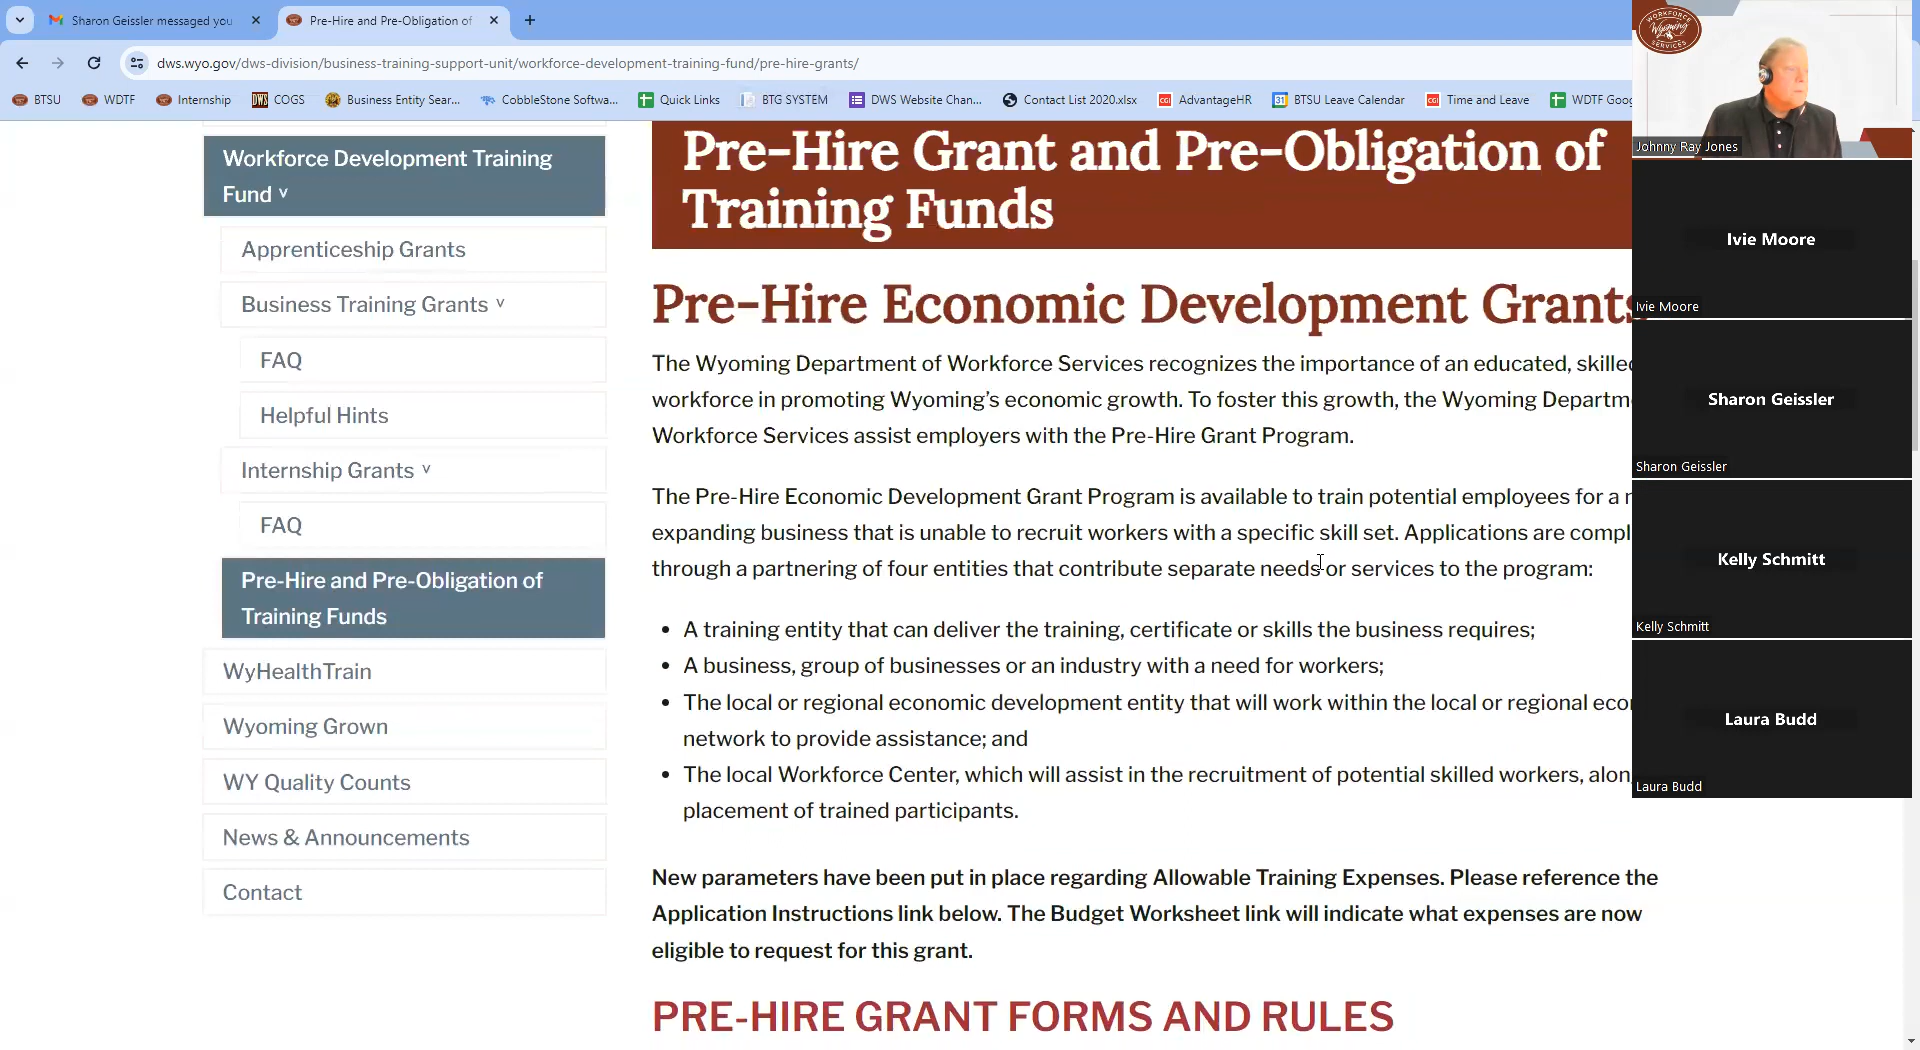 Sharon Geissler messaged you
Pre-Hire and Pre-Obligation of
dws.wyo.gov/dws-division/business-training-support-unit/workforce-development-training-fund/pre-hire-grants/
BTSU
WDTF
Internship
DWS
COGS
Business Entity Sear...
CobbleStone Softwa...
Quick Links
BTG SYSTEM
DWS Website Chan...
Contact List 2020.xlsx
CGI
AdvantageHR
31
BTSU Leave Calendar
CGI
Time and Leave
WDTF Goog
Workforce Development Training
Fund v
Apprenticeship Grants
Business Training Grants v
FAQ
Helpful Hints
Internship Grants v
FAQ
Pre-Hire and Pre-Obligation of
Training Funds
WyHealthTrain
Wyoming Grown
WY Quality Counts
News & Announcements
Contact
Pre-Hire Grant and Pre-Obligation of
Training Funds
Pre-Hire Economic Development Grants
The Wyoming Department of Workforce Services recognizes the importance of an educated, skilled
workforce in promoting Wyoming's economic growth. To foster this growth, the Wyoming Departm
Workforce Services assist employers with the Pre-Hire Grant Program.
The Pre-Hire Economic Development Grant Program is available to train potential employees for a n
expanding business that is unable to recruit workers with a specific skill set. Applications are compl
through a partnering of four entities that contribute separate needs or services to the program:
• A training entity that can deliver the training, certificate or skills the business requires;
• A business, group of businesses or an industry with a need for workers;
• The local or regional economic development entity that will work within the local or regional econ
network to provide assistance; and
• The local Workforce Center, which will assist in the recruitment of potential skilled workers, alon
placement of trained participants.
New parameters have been put in place regarding Allowable Training Expenses. Please reference the
Application Instructions link below. The Budget Worksheet link will indicate what expenses are now
eligible to request for this grant.
PRE-HIRE GRANT FORMS AND RULES
WORKFORCE
Wyoming
SERVICES
Johnny Ray Jones
Ivie Moore
Ivie Moore
Sharon Geissler
Sharon Geissler
Kelly Schmitt
Kelly Schmitt
Laura Budd
Laura Budd